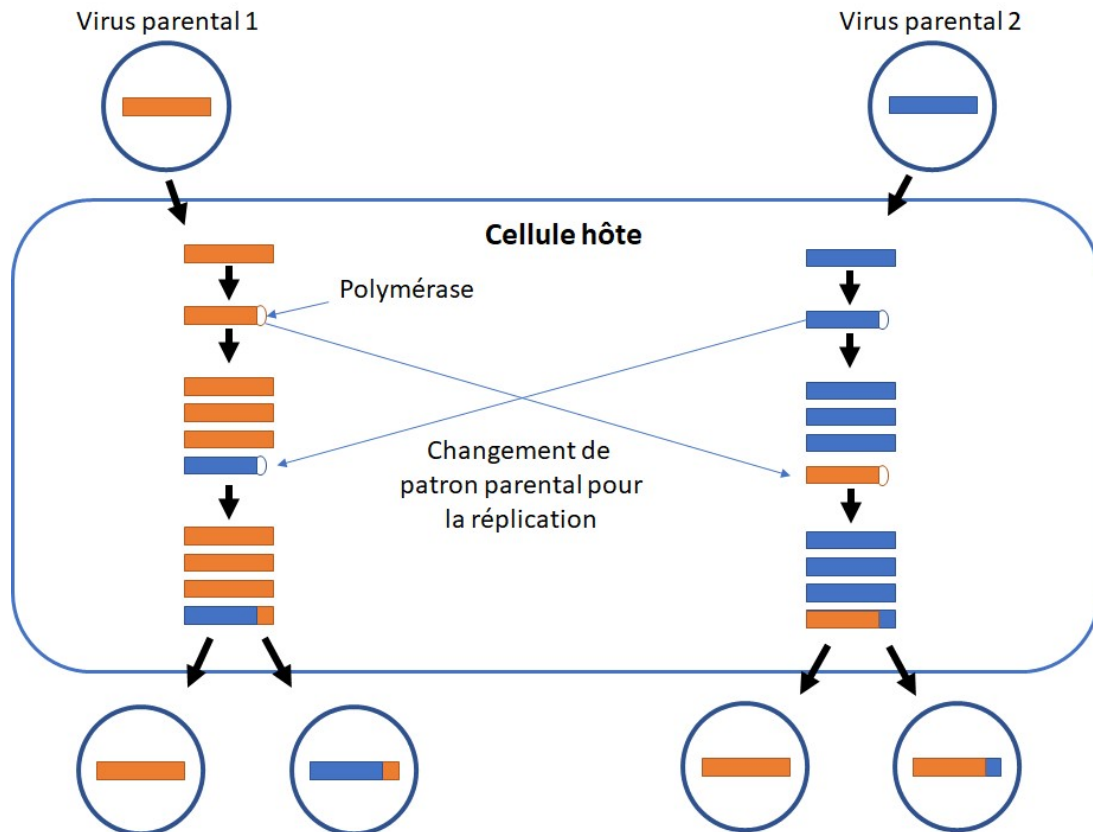 Virus parental 1
Virus parental 2
Cellule hôte
Polymérase
Changement de
patron parental pour
la réplication